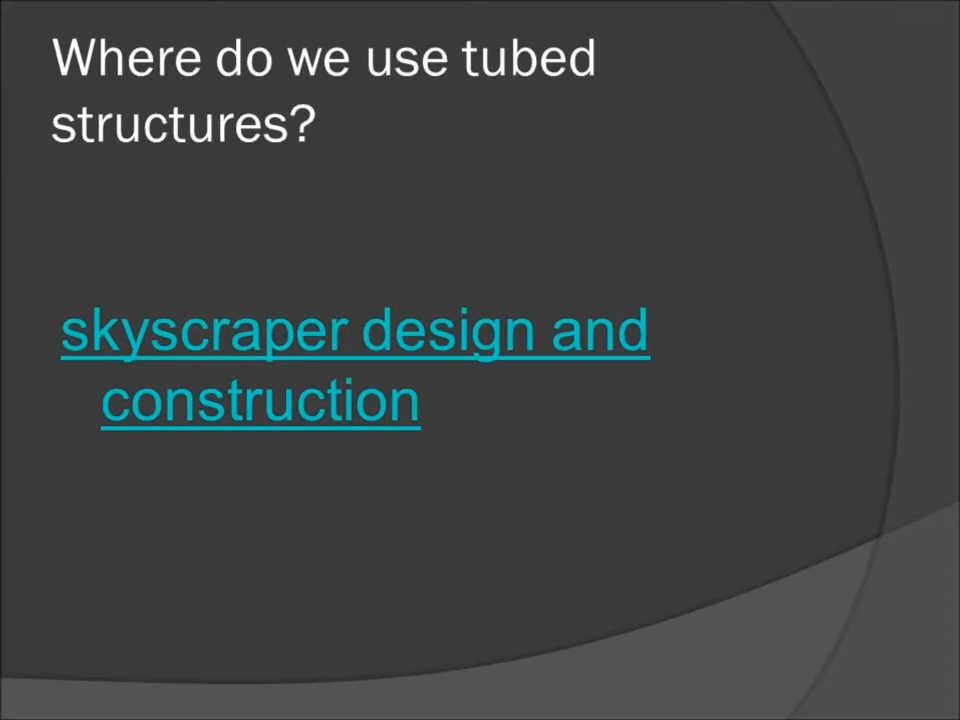 Where do we use tubed
structures?
skyscraper design and
construction